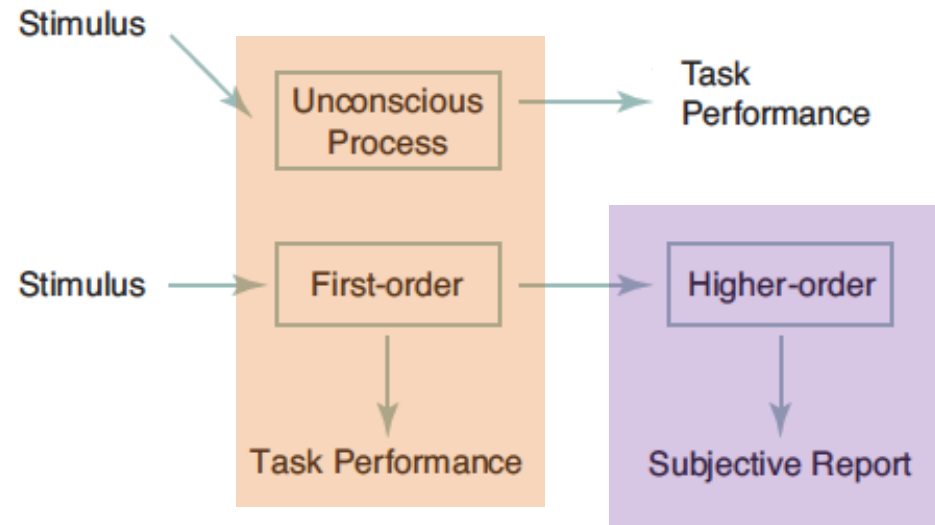 Stimulus
Unconscious
Process
Task
Performance
Stimulus
First-order
Higher-order
Task Performance
Subjective Report